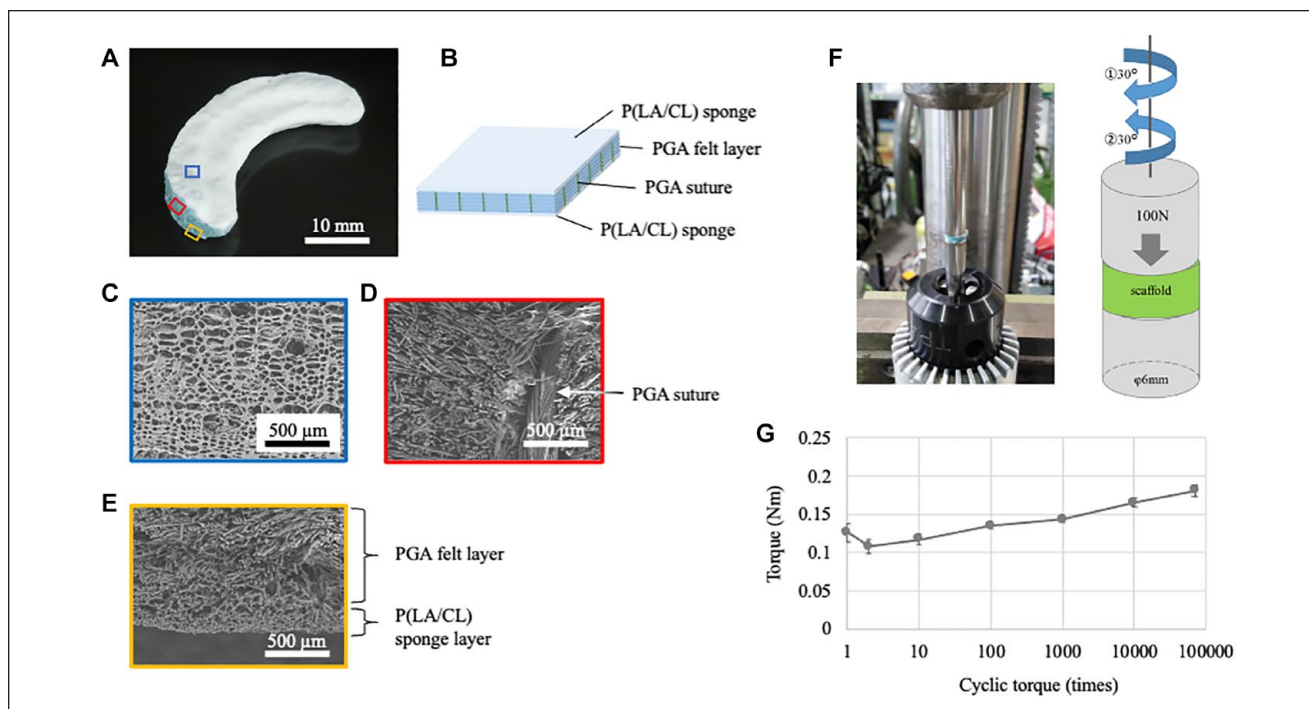 A
10 mm
B
P(LA/CL) sponge
PGA felt layer
PGA suture
P(LA/CL) sponge
C
500 µm
D
500 µm
PGA suture
E
500 µm
PGA felt layer
P(LA/CL)
sponge layer
F
①30°
②30°
100N
scaffold
φ6mm
G
0.25
0.2
0.15
0.1
0.05
0
Torque (Nm)
1
10
100
1000
10000
100000
Cyclic torque (times)